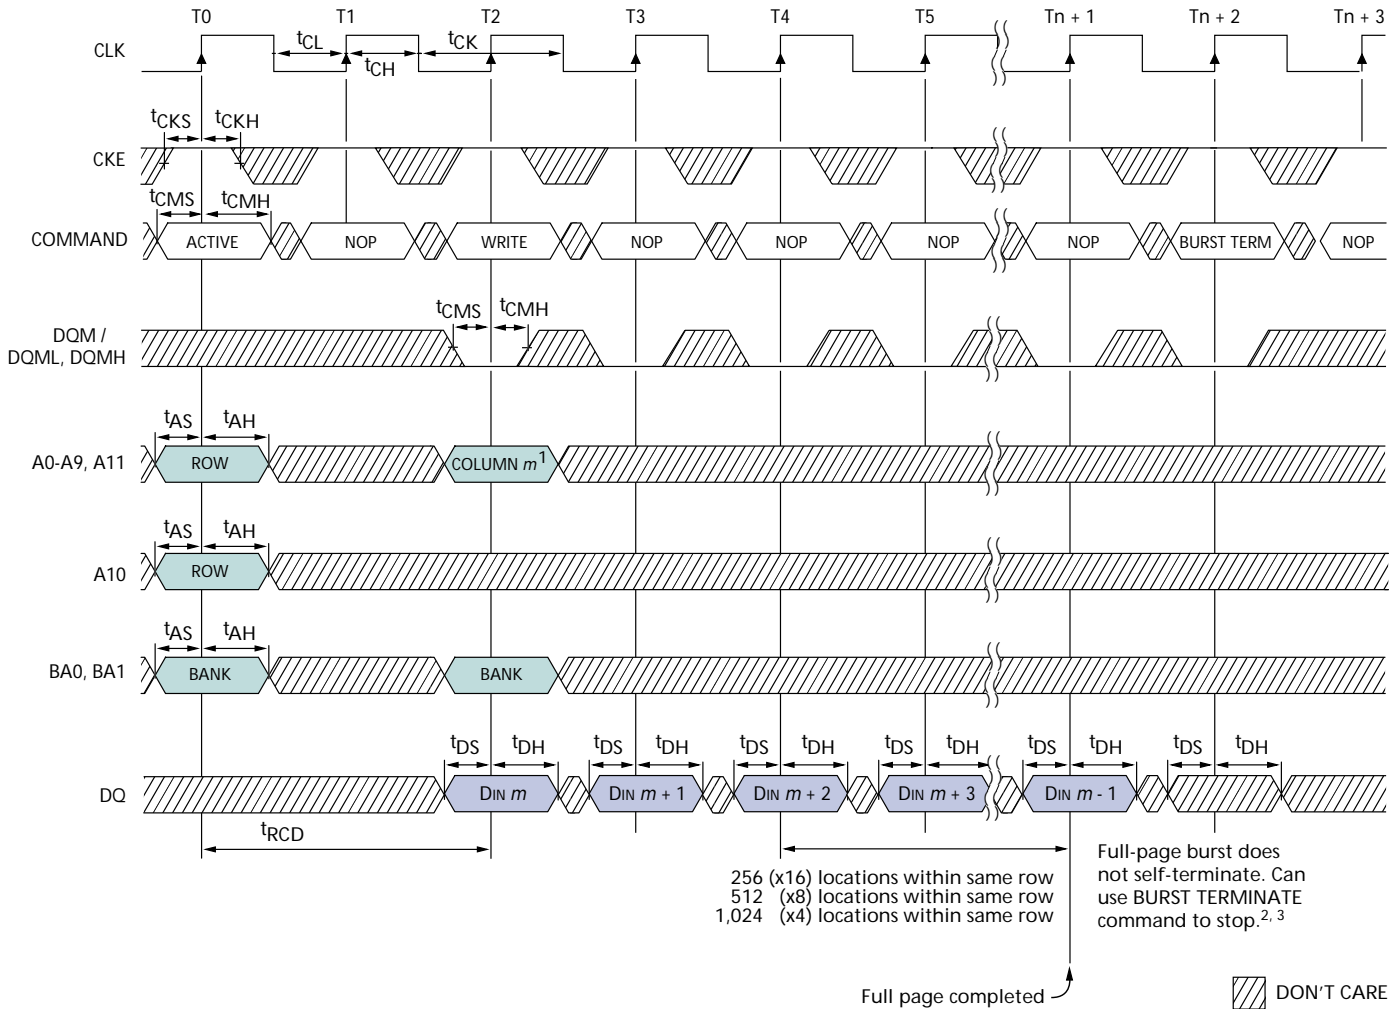 T0 T1 T2 T3 T4 T5 Tn + 1 Tn + 2 Tn + 3
CLK tCL tCH tCK
tCKS tCKH
CKE
tCMS tCMH
COMMAND ACTIVE NOP WRITE NOP NOP NOP NOP BURST TERM NOP
tCMS tCMH
DQM /
DQML, DQMH
tAS tAH
A0-A9, A11 ROW COLUMN m1
tAS tAH
A10 ROW
tAS tAH
BA0, BA1 BANK BANK
tDS tDH tDS tDH tDS tDH tDS tDH tDS tDH tDS tDH
DQ DIN m DIN m + 1 DIN m + 2 DIN m + 3 DIN m - 1
tRCD
256 (x16) locations within same row
512 (x8) locations within same row
1,024 (x4) locations within same row
Full-page burst does
not self-terminate. Can
use BURST TERMINATE
command to stop.2, 3
Full page completed
DON'T CARE